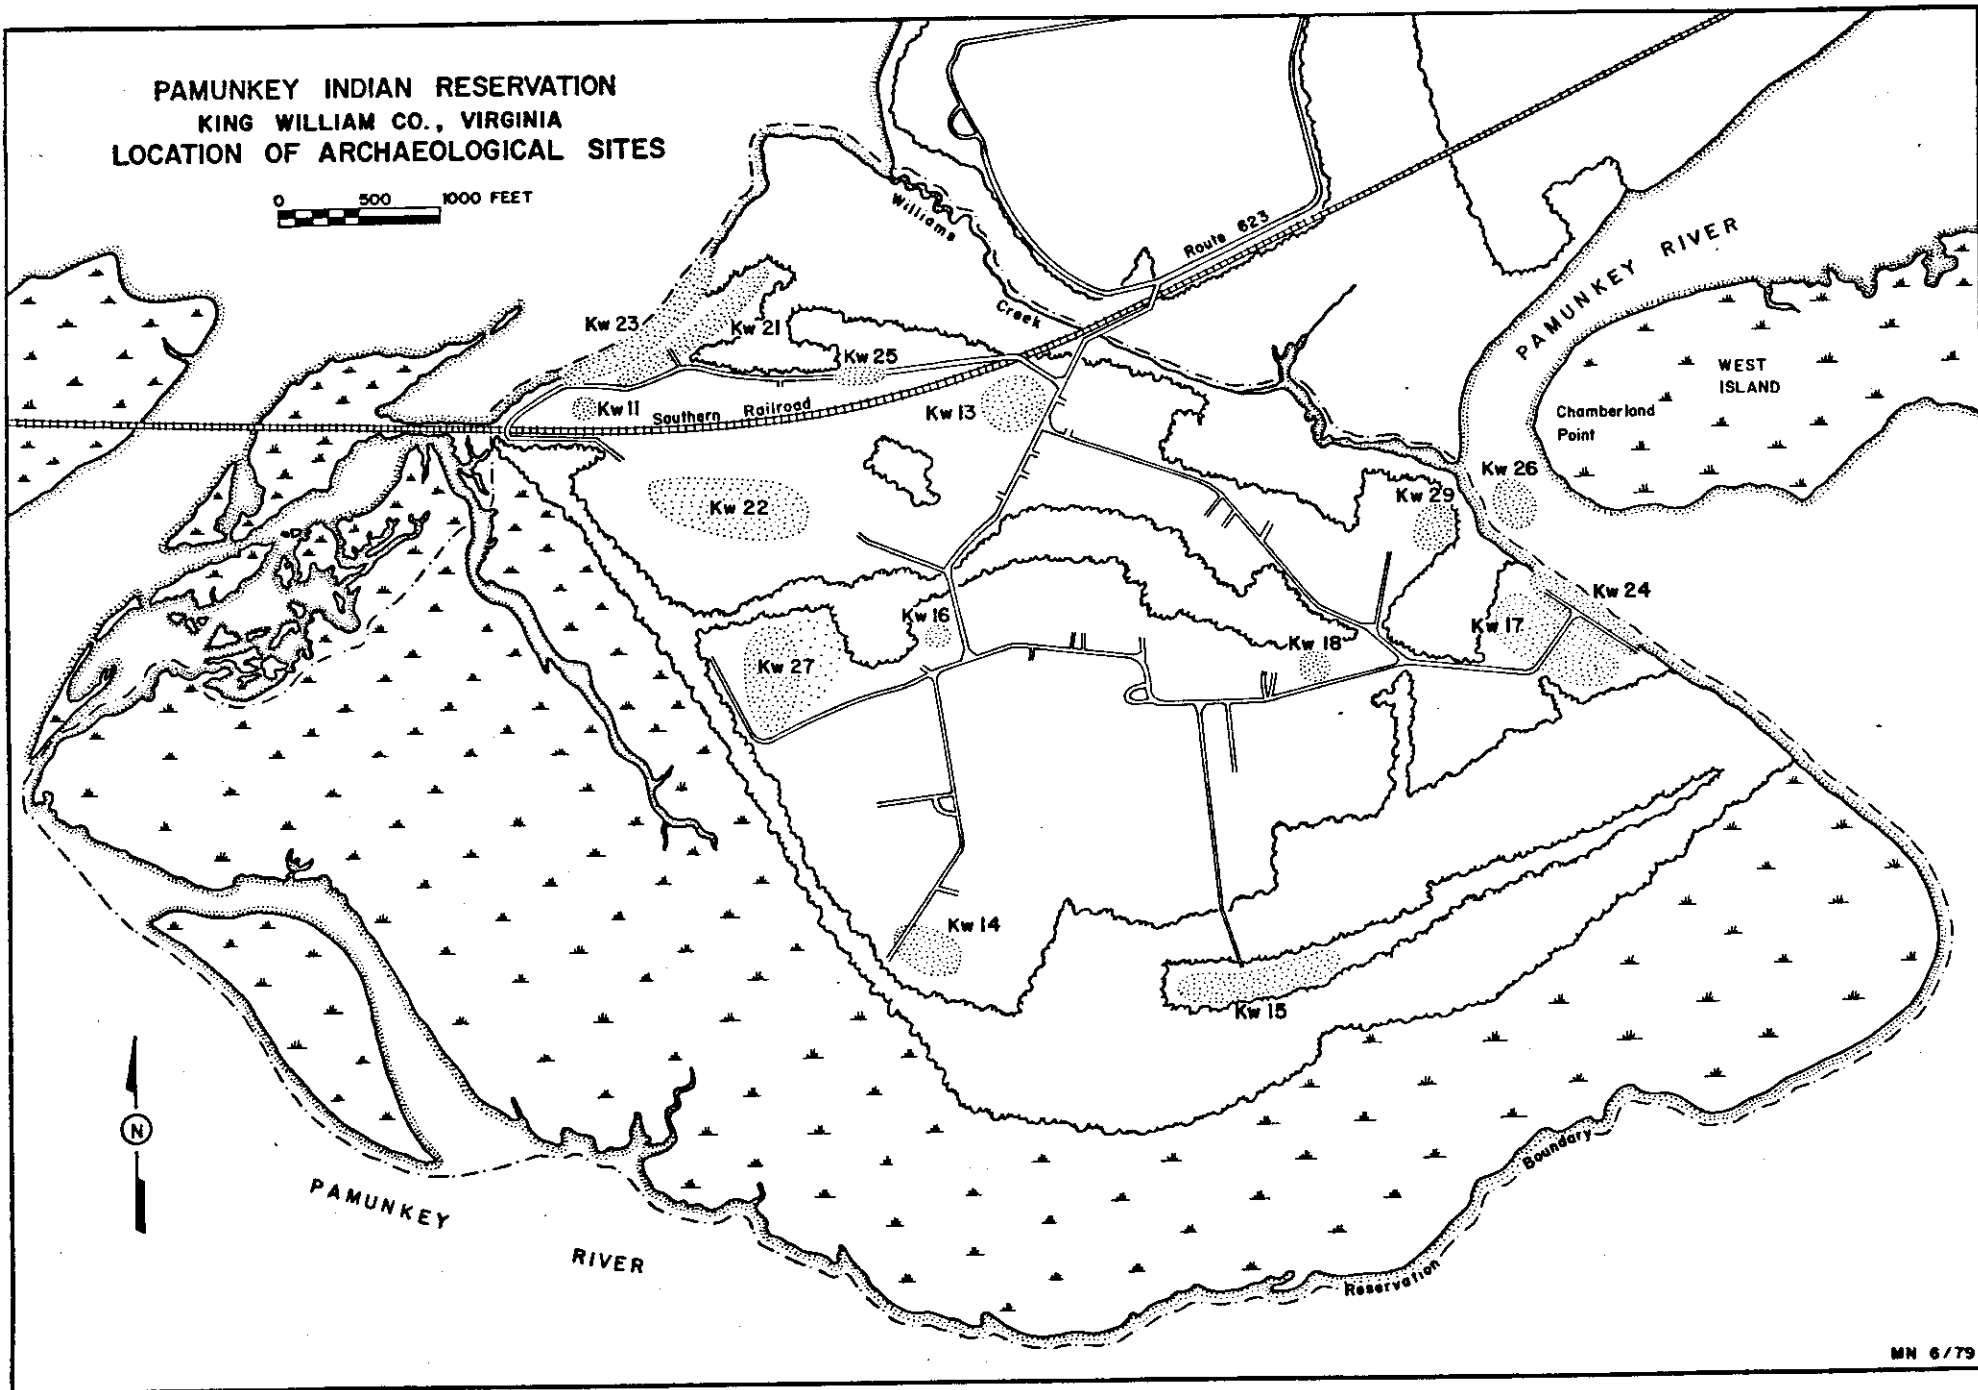 PAMUNKEY INDIAN RESERVATION
KING WILLIAM CO., VIRGINIA
LOCATION OF ARCHAEOLOGICAL SITES
0 500 1000 FEET
Williams
Creek
Route 623
PAMUNKEY RIVER
WEST
ISLAND
Chamberland
Point
Kw 23
Kw 21
Kw 25
Kw 11
Southern Railroad
Kw 13
Kw 22
Kw 26
Kw 29
Kw 24
Kw 16
Kw 17
Kw 18
Kw 27
Kw 14
Kw 15
N
PAMUNKEY
RIVER
Reservation
Boundary
MN 6/79